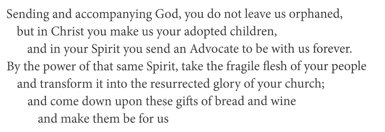 Sending and accompanying God, you do not leave us orphaned,
but in Christ you make us your adopted children,
and in your Spirit you send an Advocate to be with us forever.
By the power of that same Spirit, take the fragile flesh of your people
and transform it into the resurrected glory of your church;
and come down upon these gifts of bread and wine
and make them be for us